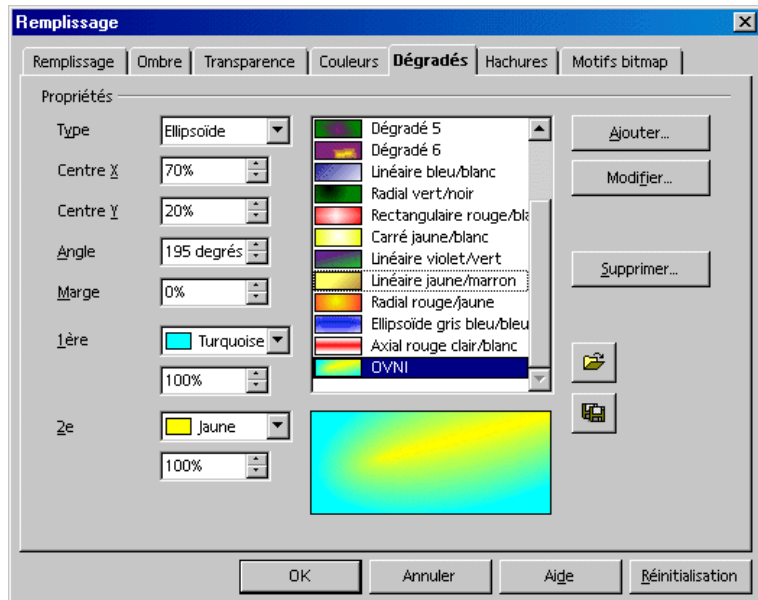 Remplissage
Remplissage Ombre Transparence Couleurs Dégradés Hachures Motifs bitmap
Propriétés
Type Ellipsoïde
Centre X 70%
Centre Y 20%
Angle 195 degrés
Marge 0%
1ère Turquoise
100%
2e Jaune
100%
Dégradé 5
Dégradé 6
Linéaire bleu/blanc
Radial vert/noir
Rectangulaire rouge/bla
Carré jaune/blanc
Linéaire violet/vert
Linéaire jaune/marron
Radial rouge/jaune
Ellipsoïde gris bleu/bleu
Axial rouge clair/blanc
OVNI
Ajouter...
Modifier...
Supprimer...
OK Annuler Aide Réinitialisation